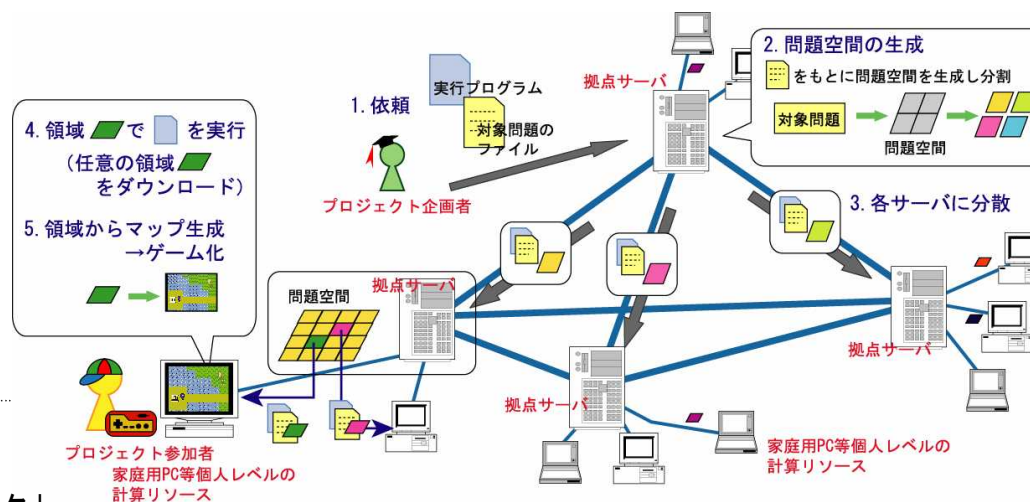 1. 依頼
実行プログラム
対象問題の
ファイル
プロジェクト企画者
拠点サーバ
2. 問題空間の生成
をもとに問題空間を生成し分割
対象問題
問題空間
3. 各サーバに分散
4. 領域 で を実行
(任意の領域
をダウンロード)
5. 領域からマップ生成
→ゲーム化
問題空間
拠点サーバ
拠点サーバ
拠点サーバ
プロジェクト参加者
家庭用PC等個人レベルの
計算リソース
家庭用PC等個人レベルの
計算リソース
...